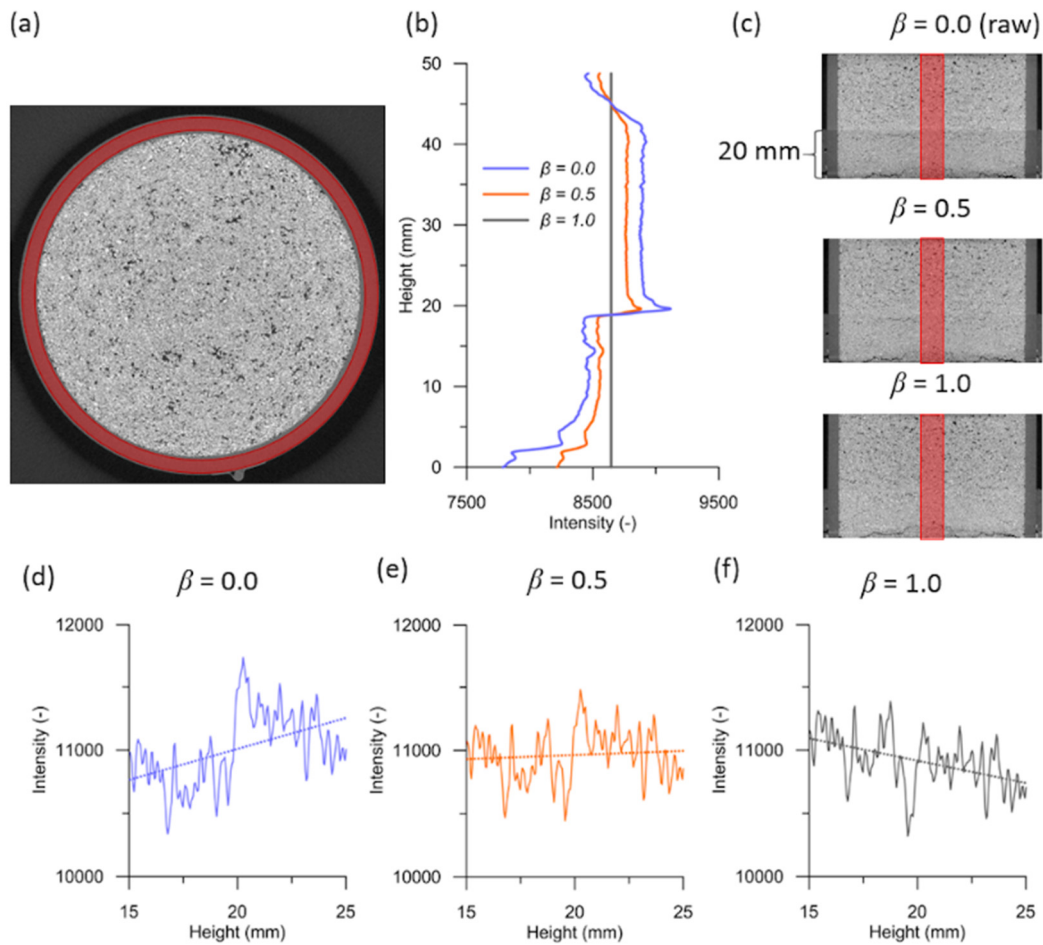 (a)
(b)
(c)
β = 0.0 (raw)
50
40
30
20
10
0
Height (mm)
β = 0.0
β = 0.5
β = 1.0
7500
8500
9500
Intensity (-)
20 mm
β = 0.5
β = 1.0
(d)
β = 0.0
(e)
β = 0.5
(f)
β = 1.0
12000
11000
10000
Intensity (-)
15
20
25
Height (mm)
12000
11000
10000
Intensity (-)
15
20
25
Height (mm)
12000
11000
10000
Intensity (-)
15
20
25
Height (mm)